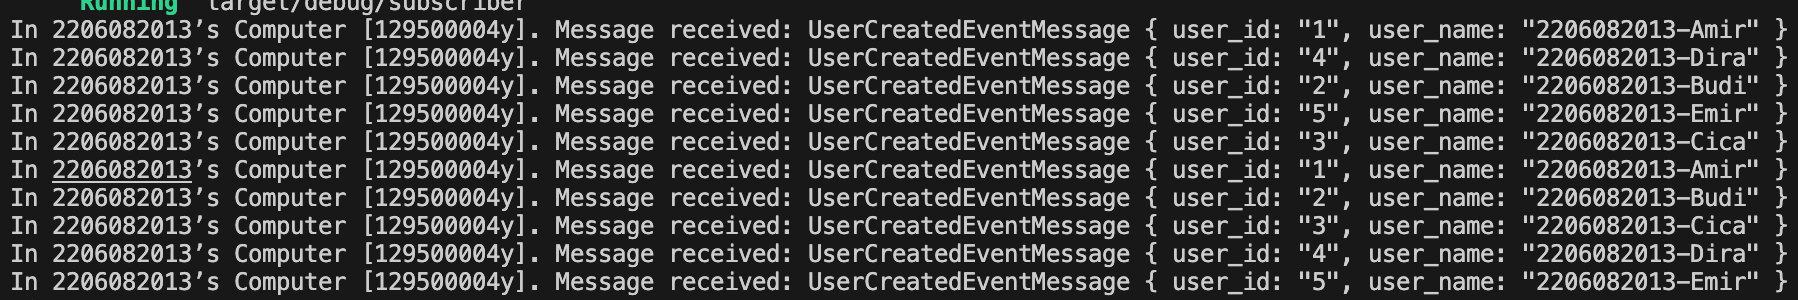 Running target/debug/subscriber
In 2206082013’s Computer [129500004y]. Message received: UserCreatedEventMessage { user_id: "1", user_name: "2206082013-Amir" }
In 2206082013’s Computer [129500004y]. Message received: UserCreatedEventMessage { user_id: "4", user_name: "2206082013-Dira" }
In 2206082013’s Computer [129500004y]. Message received: UserCreatedEventMessage { user_id: "2", user_name: "2206082013-Budi" }
In 2206082013’s Computer [129500004y]. Message received: UserCreatedEventMessage { user_id: "5", user_name: "2206082013-Emir" }
In 2206082013’s Computer [129500004y]. Message received: UserCreatedEventMessage { user_id: "3", user_name: "2206082013-Cica" }
In 2206082013’s Computer [129500004y]. Message received: UserCreatedEventMessage { user_id: "1", user_name: "2206082013-Amir" }
In 2206082013’s Computer [129500004y]. Message received: UserCreatedEventMessage { user_id: "2", user_name: "2206082013-Budi" }
In 2206082013’s Computer [129500004y]. Message received: UserCreatedEventMessage { user_id: "3", user_name: "2206082013-Cica" }
In 2206082013’s Computer [129500004y]. Message received: UserCreatedEventMessage { user_id: "4", user_name: "2206082013-Dira" }
In 2206082013’s Computer [129500004y]. Message received: UserCreatedEventMessage { user_id: "5", user_name: "2206082013-Emir" }